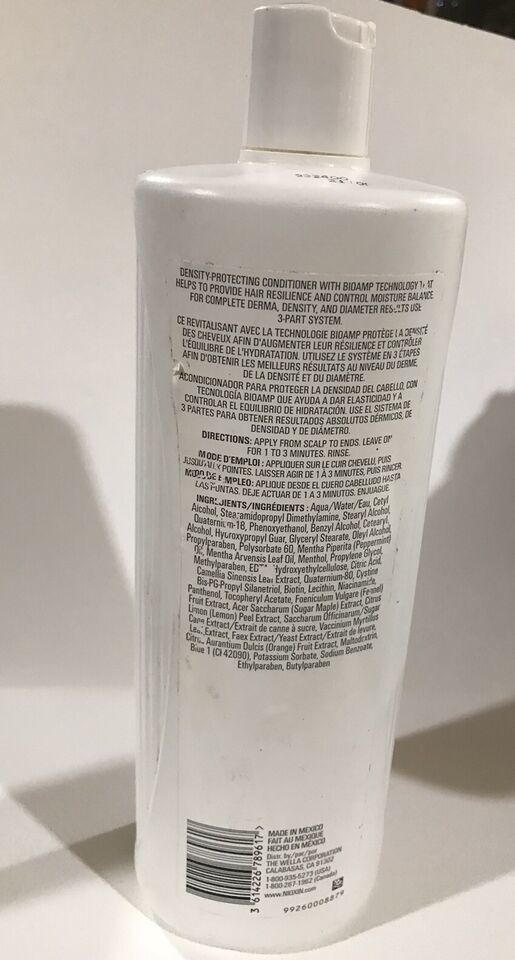 DENSITY-PROTECTING CONDITIONER WITH BIOAMP TECHNOLOGY
HELPS TO PROVIDE HAIR RESILIENCE AND CONTROL MOISTURE BALANCE
FOR COMPLETE DERMA, DENSITY, AND DIAMETER RESULTS USE
3-PART SYSTEM.
CE REVITALISANT AVEC LA TECHNOLOGIE BIOAMP PROTÈGE LA DENSITÉ
DES CHEVEUX AFIN D'AUGMENTER LEUR RÉSILIENCE ET CONTRÔLER
L'ÉQUILIBRE DE L'HYDRATATION. UTILISEZ LE SYSTÈME EN 3 ÉTAPES
AFIN D'OBTENIR LES MEILLEURS RÉSULTATS AU NIVEAU DU DERME,
DE LA DENSITÉ ET DU DIAMÈTRE.
ACONDICIONADOR PARA PROTEGER LA DENSIDAD DEL CABELLO, CON
TECNOLOGÍA BIOAMP QUE AYUDA A DAR ELASTICIDAD Y A
CONTROLAR EL EQUILIBRIO DE HIDRATACIÓN. USE EL SISTEMA DE
3 PARTES PARA OBTENER RESULTADOS ABSOLUTOS DÉRMICOS, DE
DENSIDAD Y DE DIÁMETRO.
DIRECTIONS: APPLY FROM SCALP TO ENDS. LEAVE ON
FOR 1 TO 3 MINUTES. RINSE.
MODE D'EMPLOI : APPLIQUER SUR LE CUIR CHEVELU, PUIS
JUSQU'AUX POINTES. LAISSER AGIR DE 1 À 3 MINUTES, PUIS RINCER.
MODO DE EMPLEO: APLIQUE DESDE EL CUERO CABELLUDO HASTA
LAS PUNTAS. DEJE ACTUAR DE 1 A 3 MINUTOS. ENJUAGUE.
INGREDIENTS/INGRÉDIENTES : Aqua/Water/Eau, Cetyl
Alcohol, Stearamidopropyl Dimethylamine, Stearyl Alcohol,
Quaternium-18, Phenoxyethanol, Benzyl Alcohol, Cetearyl
Alcohol, Hydroxypropyl Guar, Glyceryl Stearate, Oleyl Alcohol,
Propylparaben, Polysorbate 60, Mentha Piperita (Peppermint)
Oil, Mentha Arvensis Leaf Oil, Menthol, Propylene Glycol,
Methylparaben, EDTA, Hydroxyethylcellulose, Citric Acid,
Camellia Sinensis Leaf Extract, Quaternium-80, Cystine
Bis-PG-Propyl Silanetriol, Biotin, Lecithin, Niacinamide,
Panthenol, Tocopheryl Acetate, Foeniculum Vulgare (Fennel)
Fruit Extract, Acer Saccharum (Sugar Maple) Extract, Citrus
Limon (Lemon) Peel Extract, Saccharum Officinarum/Sugar
Cane Extract/Extrait de canne à sucre, Vaccinium Myrtillus
Leaf Extract, Faex Extract/Yeast Extract/Extrait de levure,
Citrus Aurantium Dulcis (Orange) Fruit Extract, Maltodextrin,
Blue 1 (CI 42090), Potassium Sorbate, Sodium Benzoate,
Ethylparaben, Butylparaben
3 614226 789617 >
MADE IN MEXICO
FAIT AU MEXIQUE
HECHO EN MÉXICO
Distr. by/par/por
THE WELLA CORPORATION
CALABASAS, CA 91302
1-800-935-5273 (USA)
1-800-267-1962 (Canada)
www.NIOXIN.com
99260008879